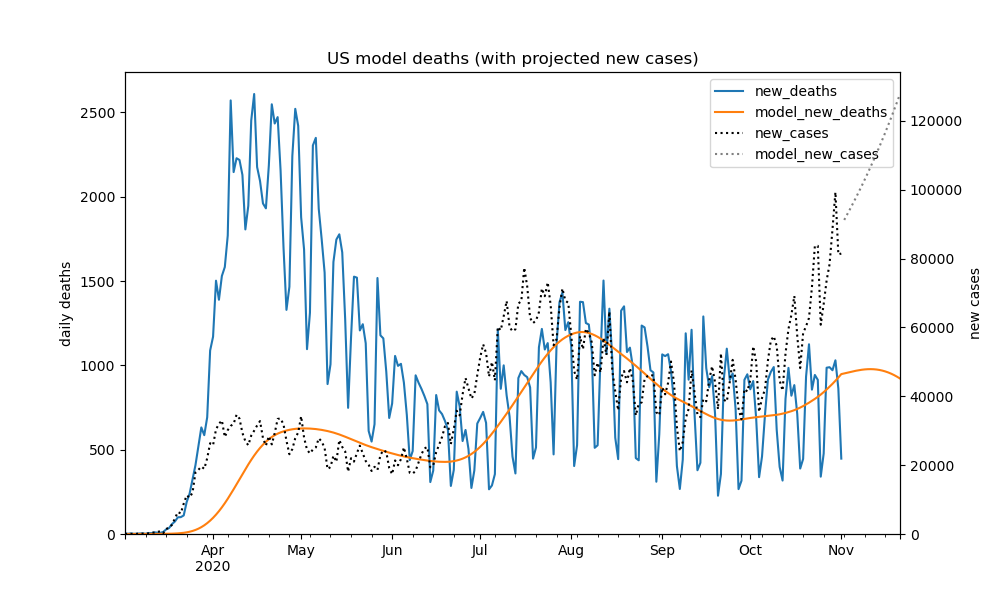 US model deaths (with projected new cases)
new_deaths
model_new_deaths
new_cases
model_new_cases
daily deaths
new cases
2500
2000
1500
1000
500
0
120000
100000
80000
60000
40000
20000
0
Apr
2020
May
Jun
Jul
Aug
Sep
Oct
Nov